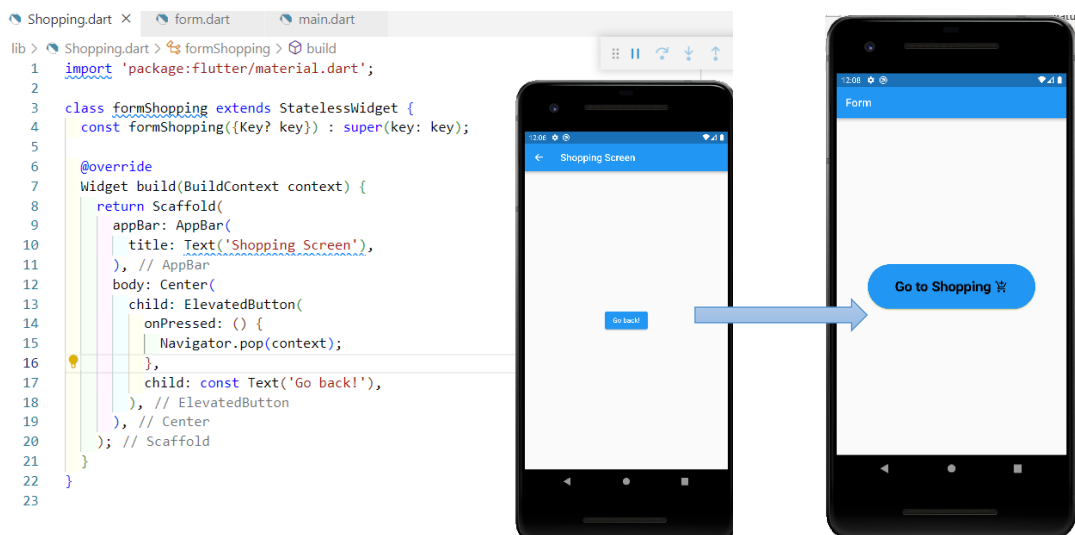 Shopping.dart × form.dart main.dart
lib > Shopping.dart > formShopping > build
1 import 'package:flutter/material.dart';
2
3 class formShopping extends StatelessWidget {
4 const formShopping({Key? key}) : super(key: key);
5
6 @override
7 Widget build(BuildContext context) {
8 return Scaffold(
9 appBar: AppBar(
10 title: Text('Shopping Screen'),
11 ), // AppBar
12 body: Center(
13 child: ElevatedButton(
14 onPressed: () {
15 Navigator.pop(context);
16 },
17 child: const Text('Go back!'),
18 ), // ElevatedButton
19 ), // Center
20 ); // Scaffold
21 }
22 }
23
12:06
Shopping Screen
Go back!
12:08
Form
Go to Shopping